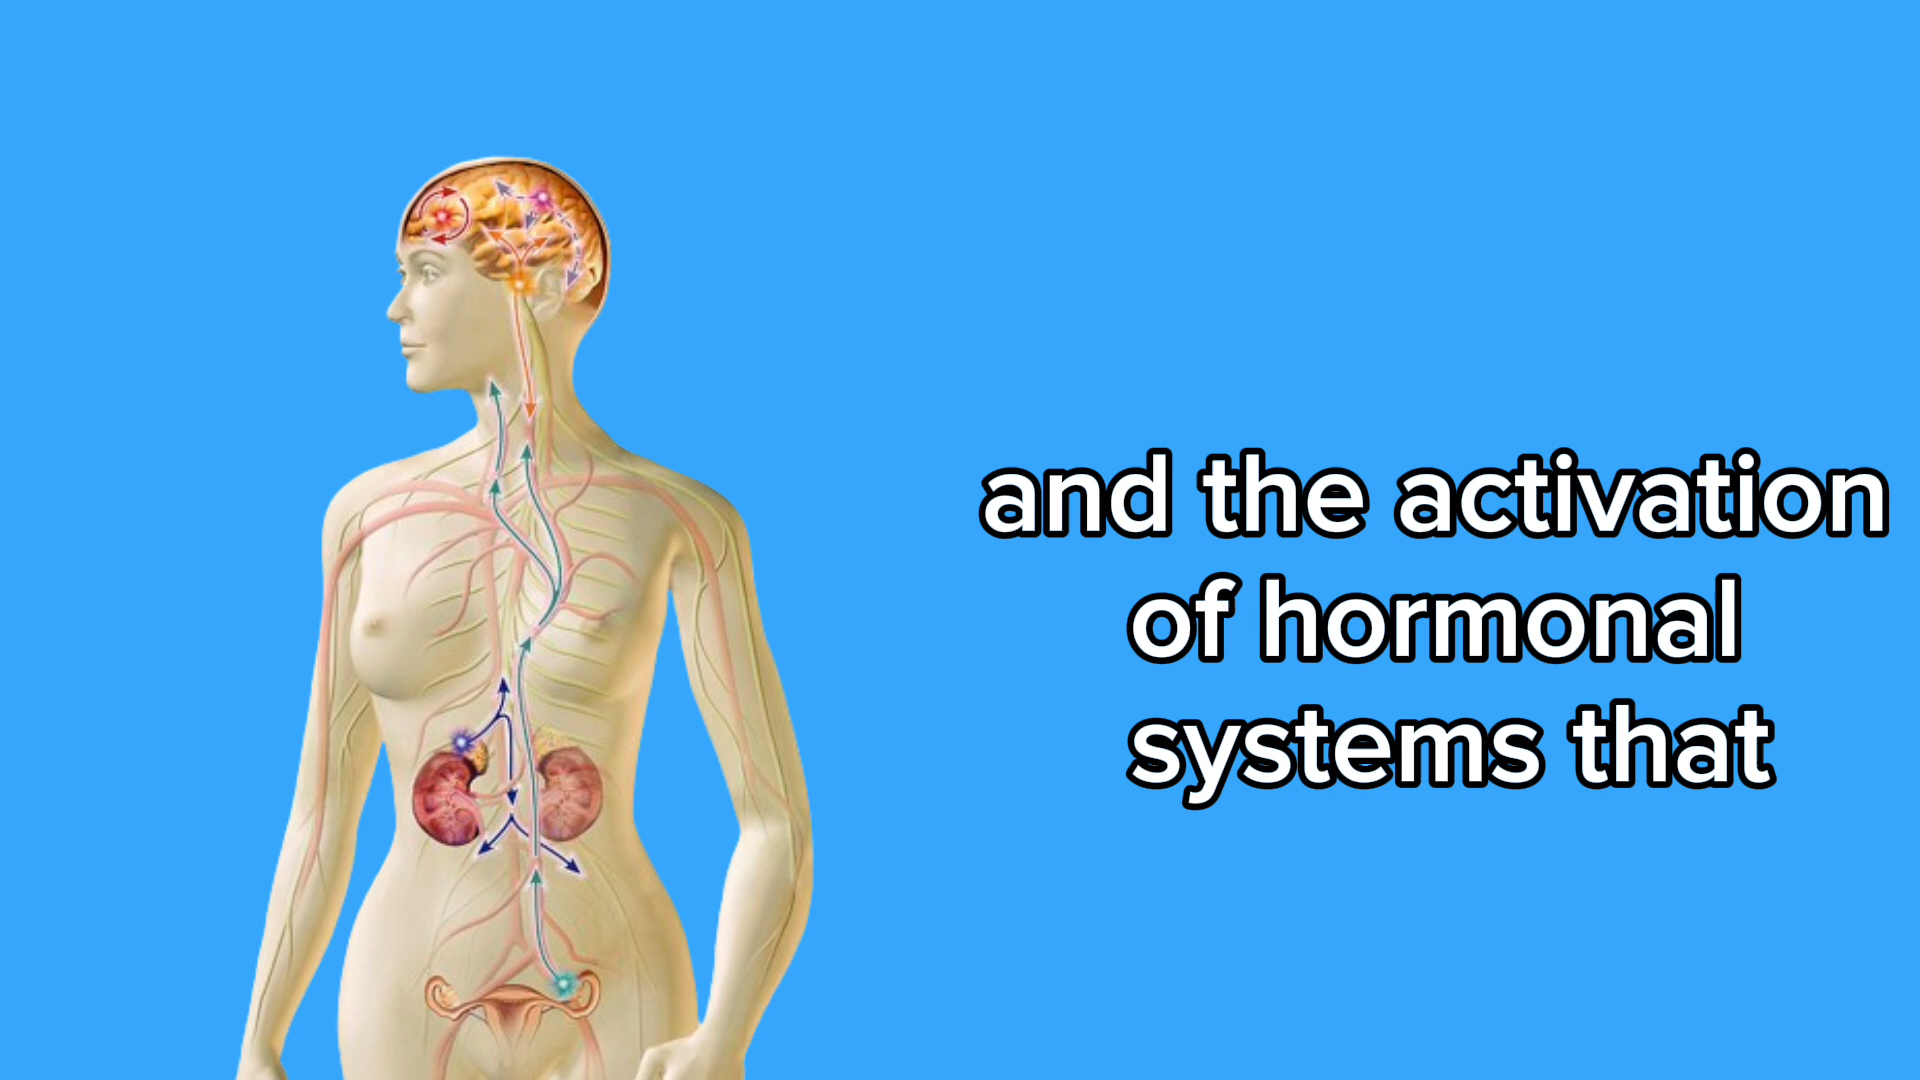 and the activation
of hormonal
systems that